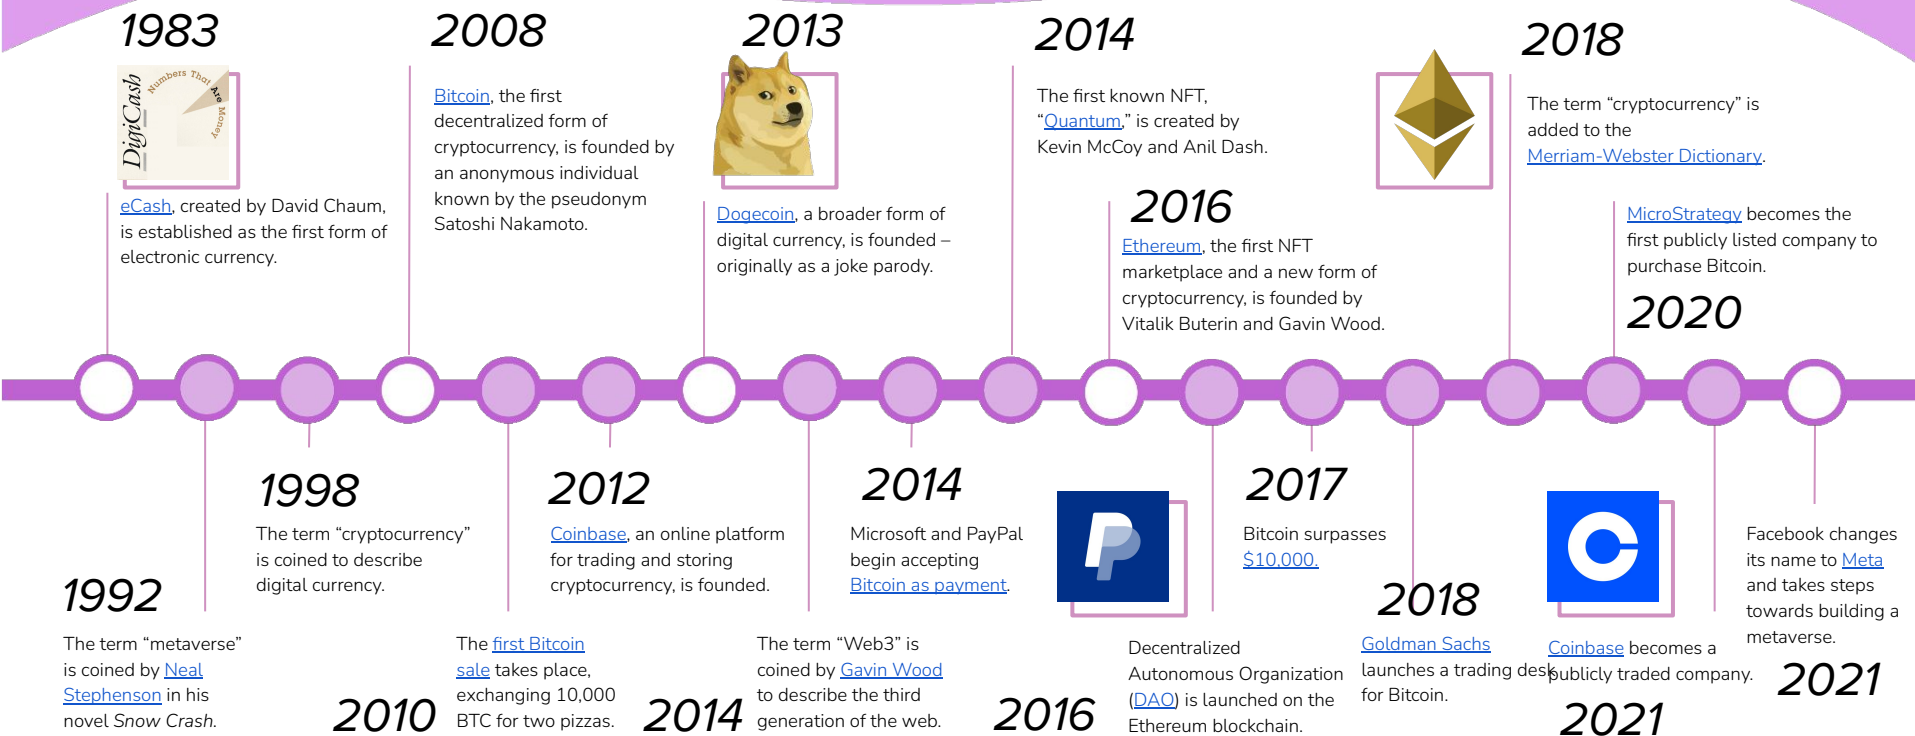 1983
DigiCash
Numbers That Are Money
eCash, created by David Chaum,
is established as the first form of
electronic currency.
2008
Bitcoin, the first
decentralized form of
cryptocurrency, is founded by
an anonymous individual
known by the pseudonym
Satoshi Nakamoto.
2013
Dogecoin, a broader form of
digital currency, is founded –
originally as a joke parody.
2014
The first known NFT,
“Quantum,” is created by
Kevin McCoy and Anil Dash.
2016
Ethereum, the first NFT
marketplace and a new form of
cryptocurrency, is founded by
Vitalik Buterin and Gavin Wood.
2018
The term “cryptocurrency” is
added to the
Merriam-Webster Dictionary.
MicroStrategy becomes the
first publicly listed company to
purchase Bitcoin.
2020
1992
The term “metaverse”
is coined by Neal
Stephenson in his
novel Snow Crash.
1998
The term “cryptocurrency”
is coined to describe
digital currency.
2010
The first Bitcoin
sale takes place,
exchanging 10,000
BTC for two pizzas.
2012
Coinbase, an online platform
for trading and storing
cryptocurrency, is founded.
2014
The term “Web3” is
coined by Gavin Wood
to describe the third
generation of the web.
2014
Microsoft and PayPal
begin accepting
Bitcoin as payment.
2016
Decentralized
Autonomous Organization
(DAO) is launched on the
Ethereum blockchain.
2017
Bitcoin surpasses
$10,000.
2018
Goldman Sachs
launches a trading desk
for Bitcoin.
Coinbase becomes a
publicly traded company.
2021
Facebook changes
its name to Meta
and takes steps
towards building a
metaverse.
2021